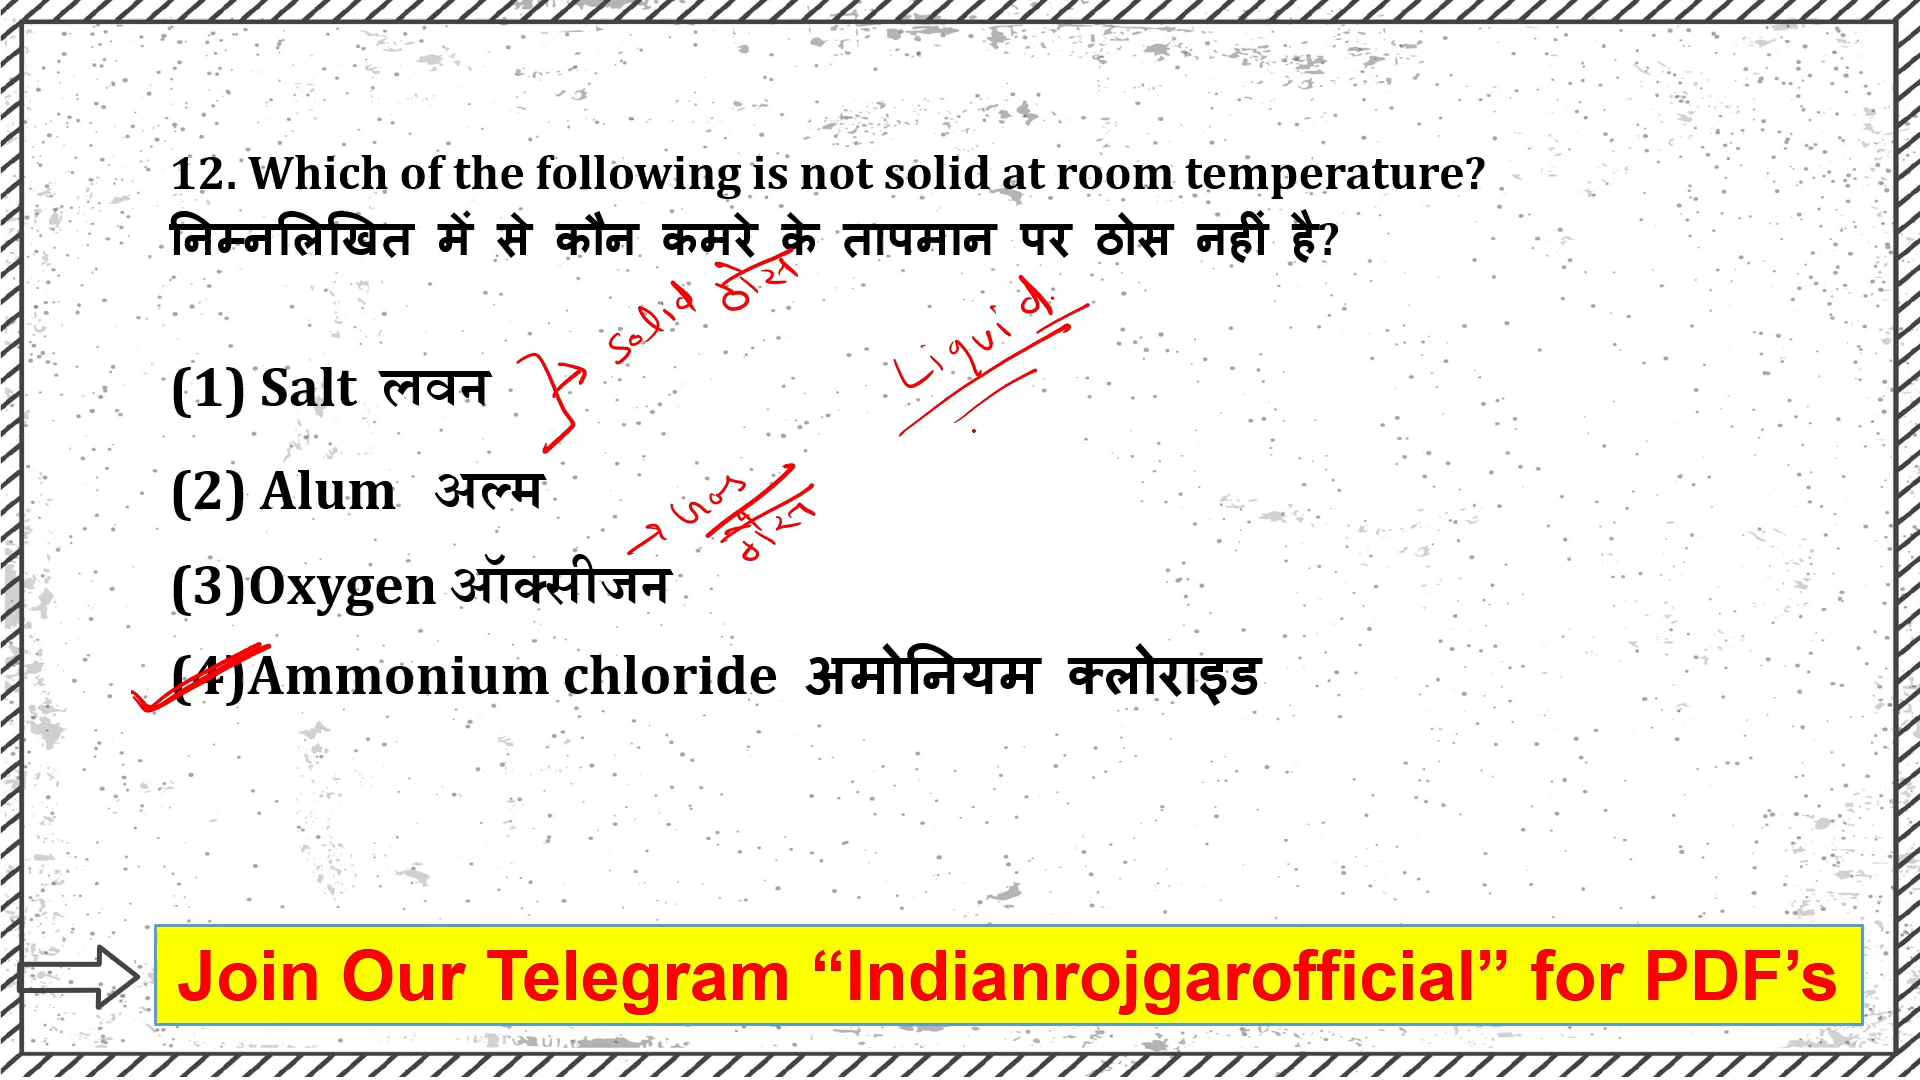 12. Which of the following is not solid at room temperature?
निम्नलिखित में से कौन कमरे के तापमान पर ठोस नहीं है?
solid ठोस
Liquid
(1) Salt लवन
(2) Alum अल्म
→ Gas
ठोस
(3)Oxygen ऑक्सीजन
(4)Ammonium chloride अमोनियम क्लोराइड
Join Our Telegram “Indianrojgarofficial” for PDF’s